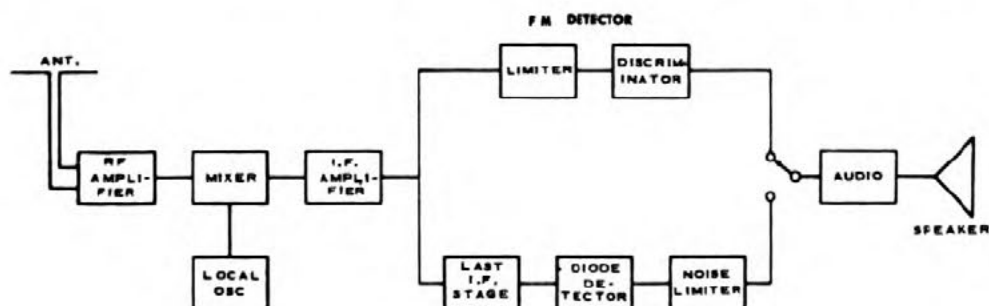 FM DETECTOR
ANT.
LIMITER
DISCRIM-
INATOR
RF
AMPLI-
FIER
MIXER
I.F.
AMPLI-
FIER
AUDIO
SPEAKER
LOCAL
OSC
LAST
I.F.
STAGE
DIODE
DE-
TECTOR
NOISE
LIMITER